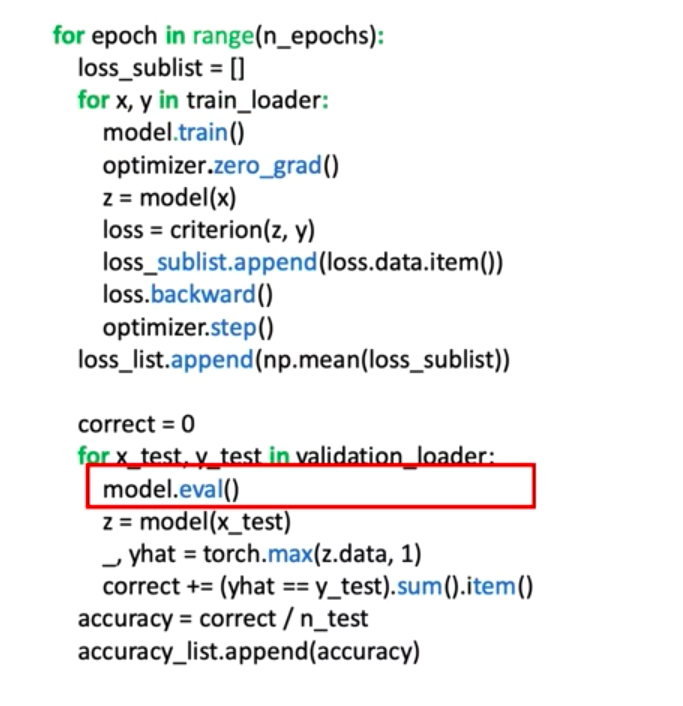 for epoch in range(n_epochs):
loss_sublist = []
for x, y in train_loader:
model.train()
optimizer.zero_grad()
z = model(x)
loss = criterion(z, y)
loss_sublist.append(loss.data.item())
loss.backward()
optimizer.step()
loss_list.append(np.mean(loss_sublist))
correct = 0
for x_test, y_test in validation_loader:
model.eval()
z = model(x_test)
_, yhat = torch.max(z.data, 1)
correct += (yhat == y_test).sum().item()
accuracy = correct / n_test
accuracy_list.append(accuracy)